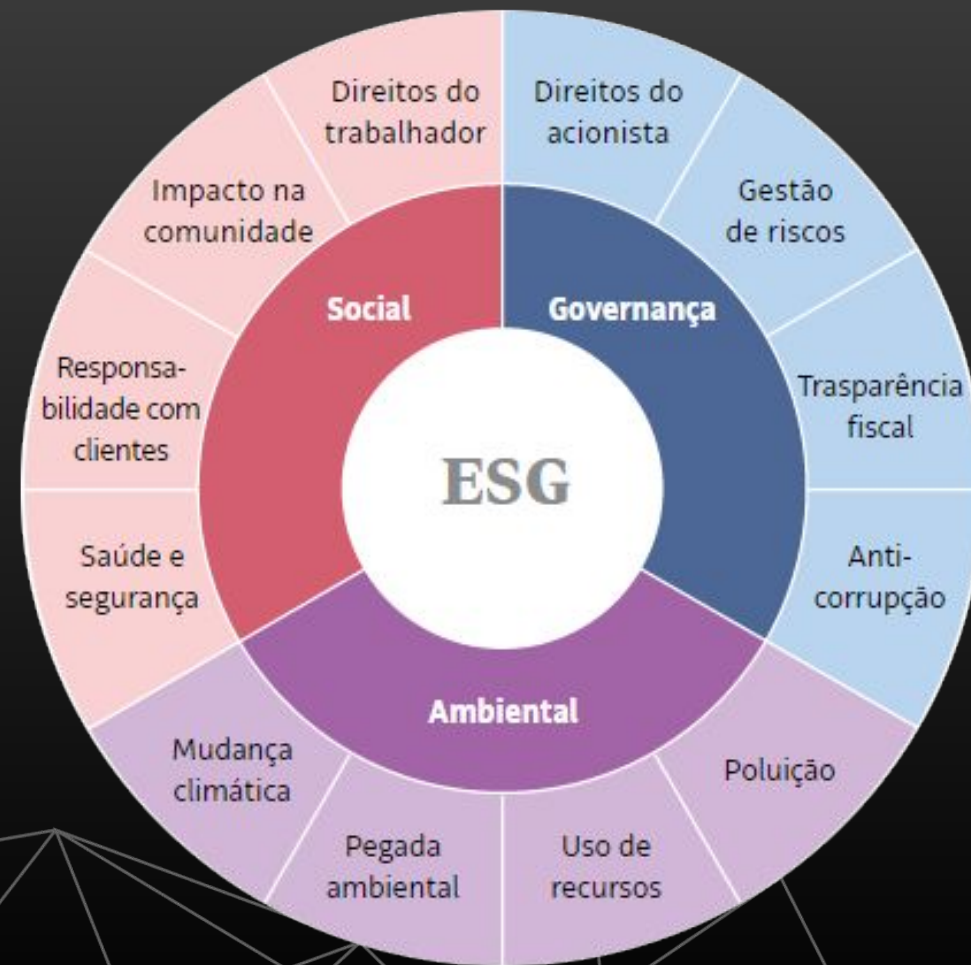 Direitos do
trabalhador
Direitos do
acionista
Impacto na
comunidade
Gestão
de riscos
Social
Governança
Responsa-
bilidade com
clientes
Trasparência
fiscal
ESG
Saúde e
segurança
Anti-
corrupção
Ambiental
Mudança
climática
Poluição
Pegada
ambiental
Uso de
recursos